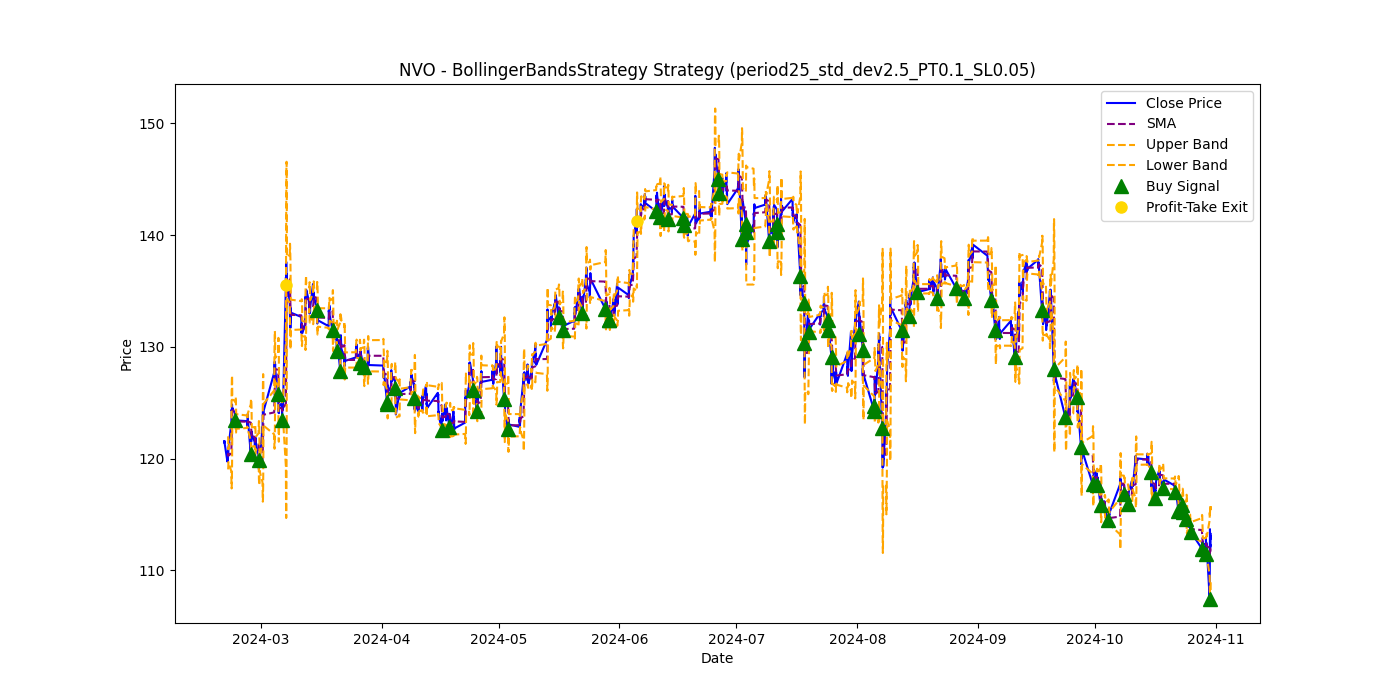 NVO - BollingerBandsStrategy Strategy (period25_std_dev2.5_PT0.1_SL0.05)
Close Price
SMA
Upper Band
Lower Band
Buy Signal
Profit-Take Exit
Price
150
140
130
120
110
2024-03 2024-04 2024-05 2024-06 2024-07 2024-08 2024-09 2024-10 2024-11
Date